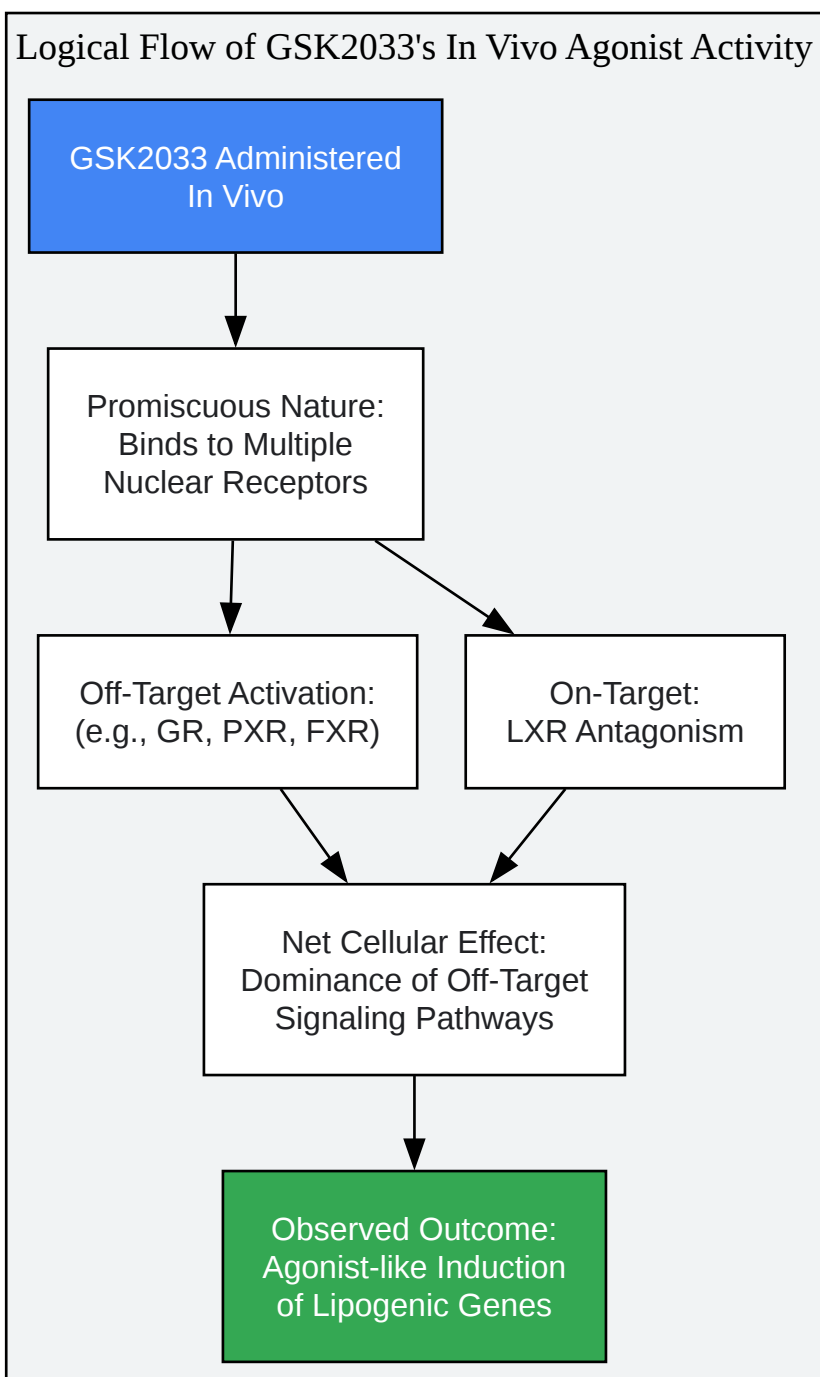 Logical Flow of GSK2033's In Vivo Agonist Activity
GSK2033 Administered
In Vivo
Promiscuous Nature:
Binds to Multiple
Nuclear Receptors
Off-Target Activation:
(e.g., GR, PXR, FXR)
On-Target:
LXR Antagonism
Net Cellular Effect:
Dominance of Off-Target
Signaling Pathways
Observed Outcome:
Agonist-like Induction
of Lipogenic Genes